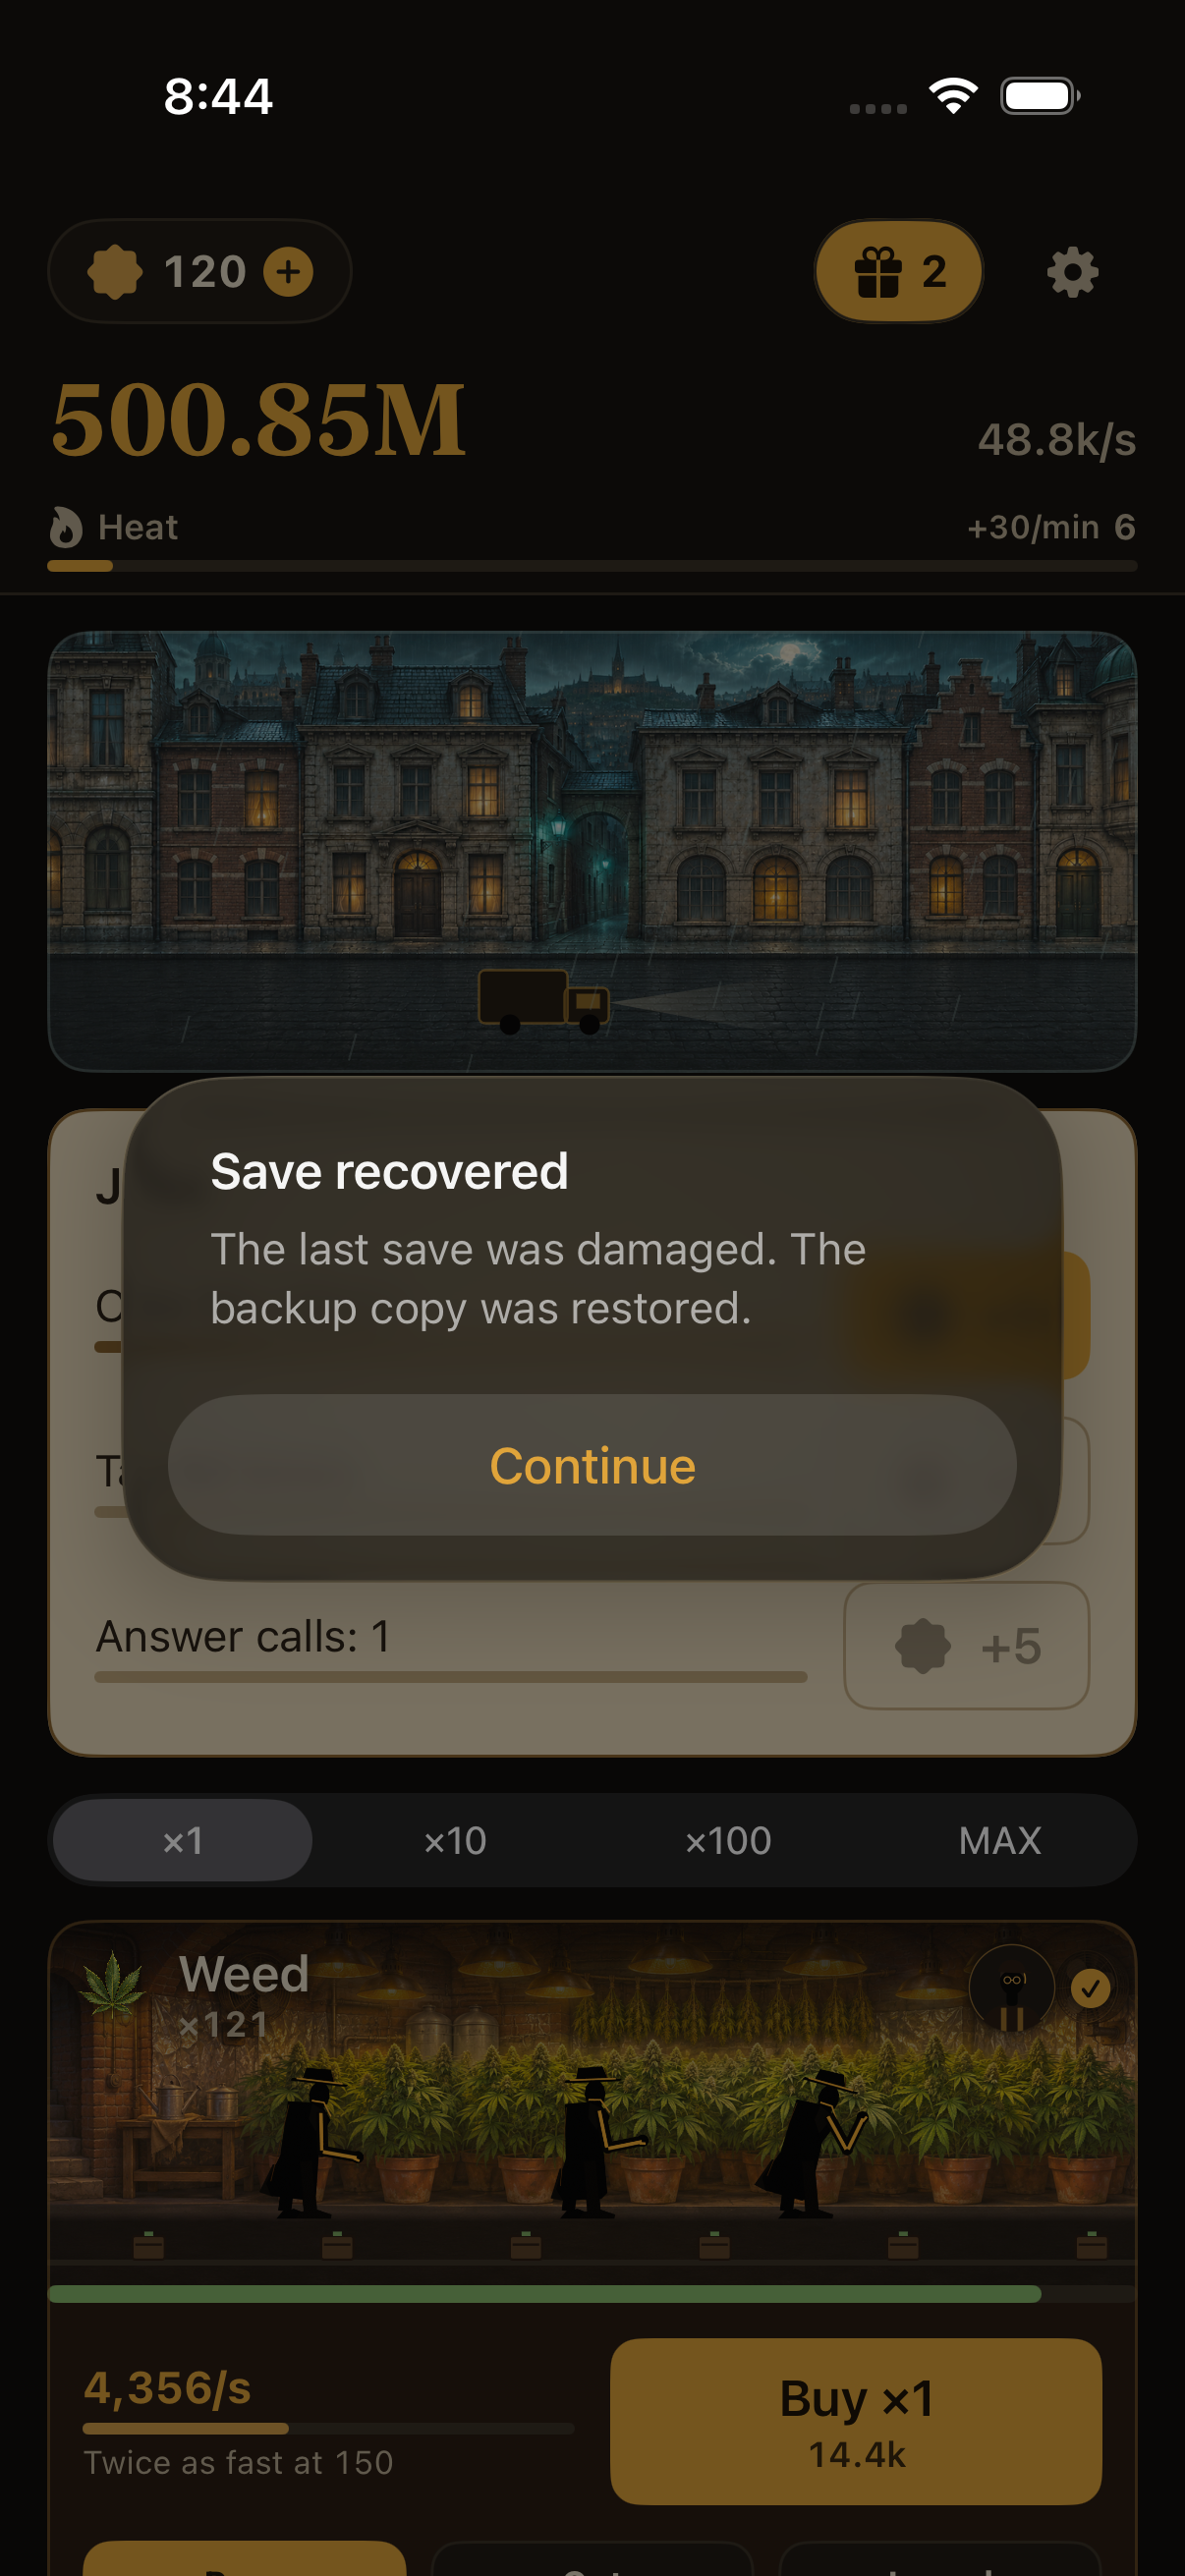 8:44
120
2
500.85M
48.8k/s
Heat
+30/min 6
Save recovered
The last save was damaged. The
backup copy was restored.
Continue
Answer calls: 1
+5
×1
×10
×100
MAX
Weed
×121
4,356/s
Twice as fast at 150
Buy ×1
14.4k